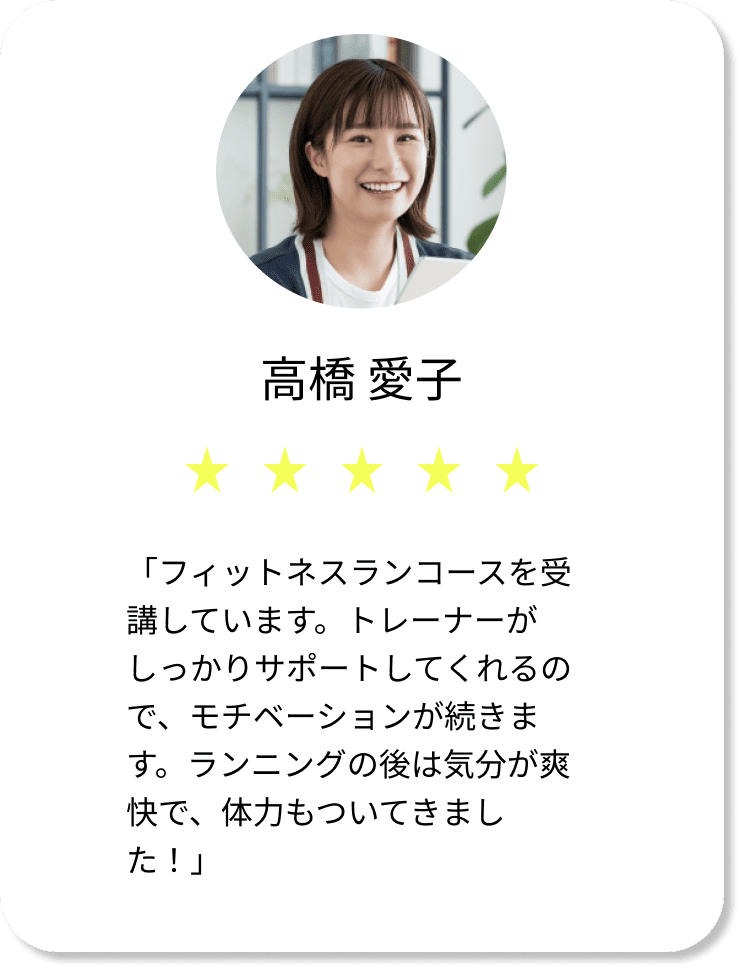 高橋 愛子
★ ★ ★ ★ ★
「フィットネスランコースを受
講しています。トレーナーが
しっかりサポートしてくれるの
で、モチベーションが続きま
す。ランニングの後は気分が爽
快で、体力もついてきまし
た！」